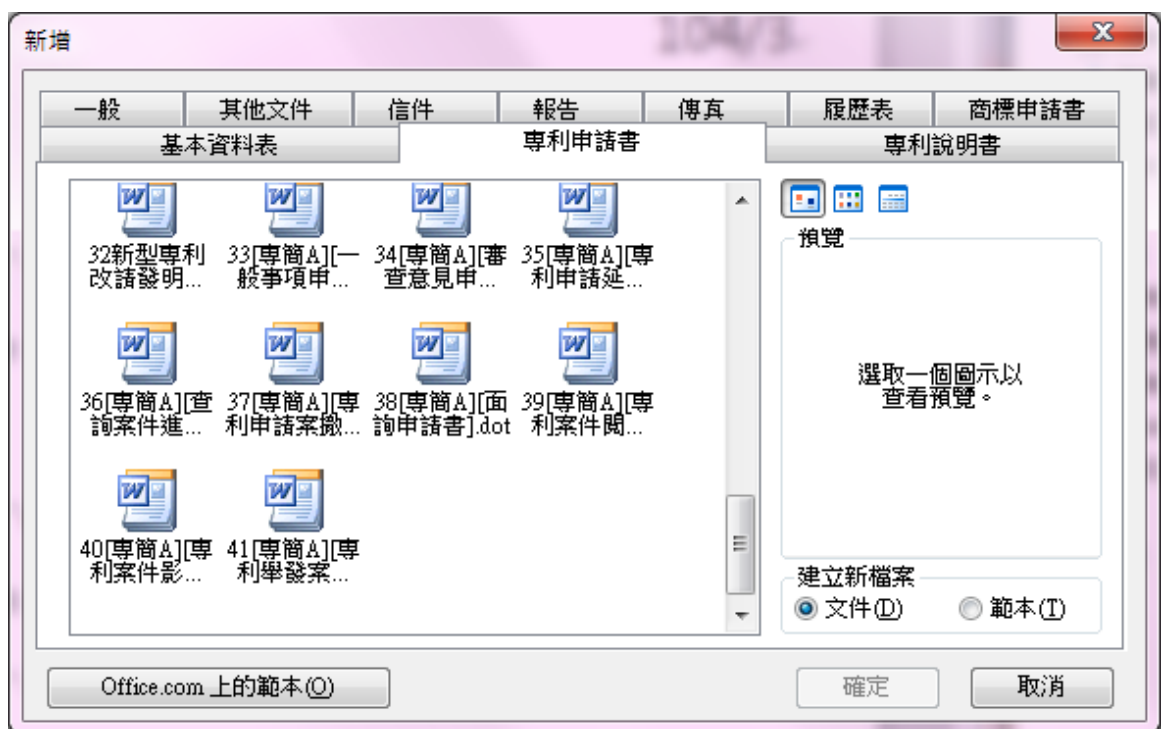 新增
104/3
一般 其他文件 信件 報告 傳真 履歷表 商標申請書
基本資料表 專利申請書 專利說明書
32新型專利 33[專簡A][一 34[專簡A][審 35[專簡A][專
改請發明... 般事項申... 查意見申... 利申請延...
36[專簡A][查 37[專簡A][專 38[專簡A][面 39[專簡A][專
詢案件進... 利申請案撤... 詢申請書].dot 利案件閱...
40[專簡A][專 41[專簡A][專
利案件影... 利舉發案...
預覽
選取一個圖示以
查看預覽。
建立新檔案
文件(D) 範本(T)
Office.com 上的範本(O) 確定 取消